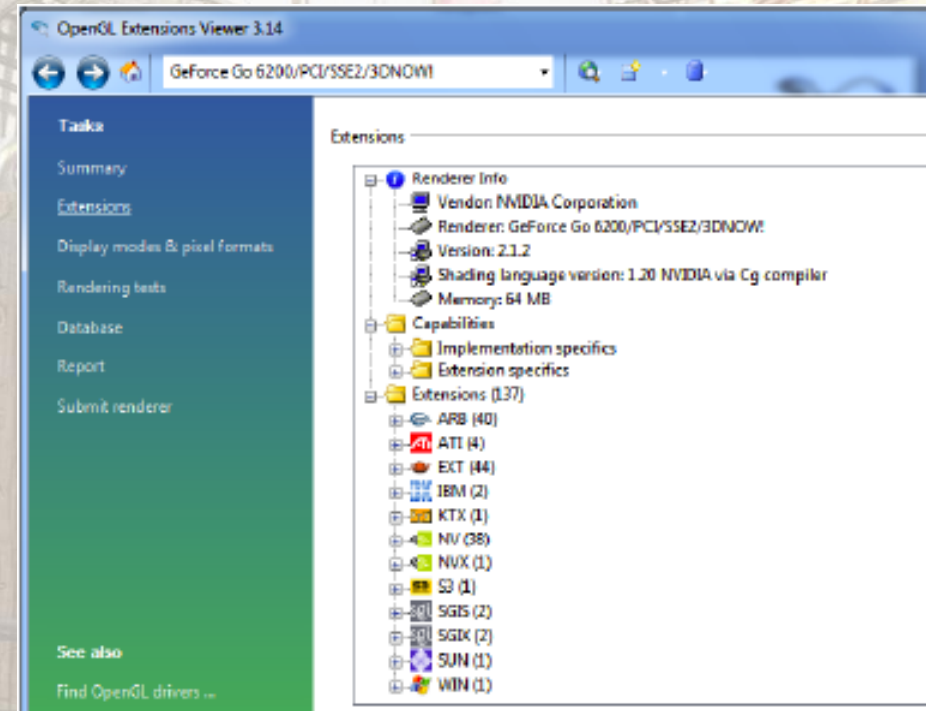 OpenGL Extensions Viewer 3.14
GeForce Go 6200/PCI/SSE2/3DNOW!
Tasks
Summary
Extensions
Display modes & pixel formats
Rendering tests
Database
Report
Submit renderer
See also
Find OpenGL drivers ...
Extensions
Renderer Info
Vendor: NVIDIA Corporation
Renderer: GeForce Go 6200/PCI/SSE2/3DNOW!
Version: 2.1.2
Shading language version: 1.20 NVIDIA via Cg compiler
Memory: 64 MB
Capabilities
Implementation specifics
Extension specifics
Extensions (137)
ARB (40)
ATI ATI (4)
EXT (44)
IBM (2)
KTX (1)
NV (38)
NVX (1)
S3 S3 (1)
sgi SGIS (2)
sgi SGIX (2)
SUN (1)
WIN (1)